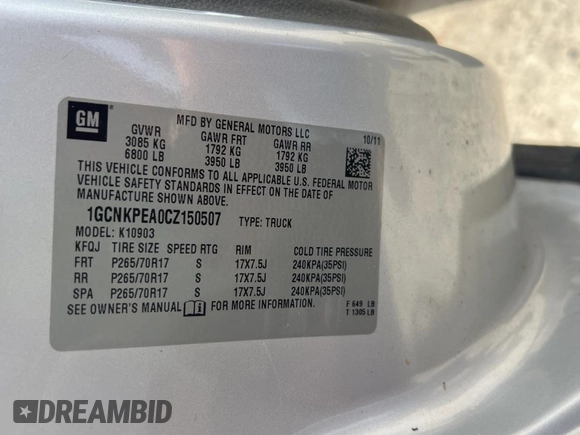 GM
MFD BY GENERAL MOTORS LLC
10/11
GVWR GAWR FRT GAWR RR
3085 KG 1792 KG 1792 KG
6800 LB 3950 LB 3950 LB
THIS VEHICLE CONFORMS TO ALL APPLICABLE U.S. FEDERAL MOTOR
VEHICLE SAFETY STANDARDS IN EFFECT ON THE DATE OF
MANUFACTURE SHOWN ABOVE.
1GCNKPEA0CZ150507 TYPE: TRUCK
MODEL: K10903
KFQJ TIRE SIZE SPEED RTG RIM COLD TIRE PRESSURE
FRT P265/70R17 S 17X7.5J 240KPA(35PSI)
RR P265/70R17 S 17X7.5J 240KPA(35PSI)
SPA P265/70R17 S 17X7.5J 240KPA(35PSI)
SEE OWNER'S MANUAL FOR MORE INFORMATION.
F 649 LB
T 1305 LB
DREAMBID